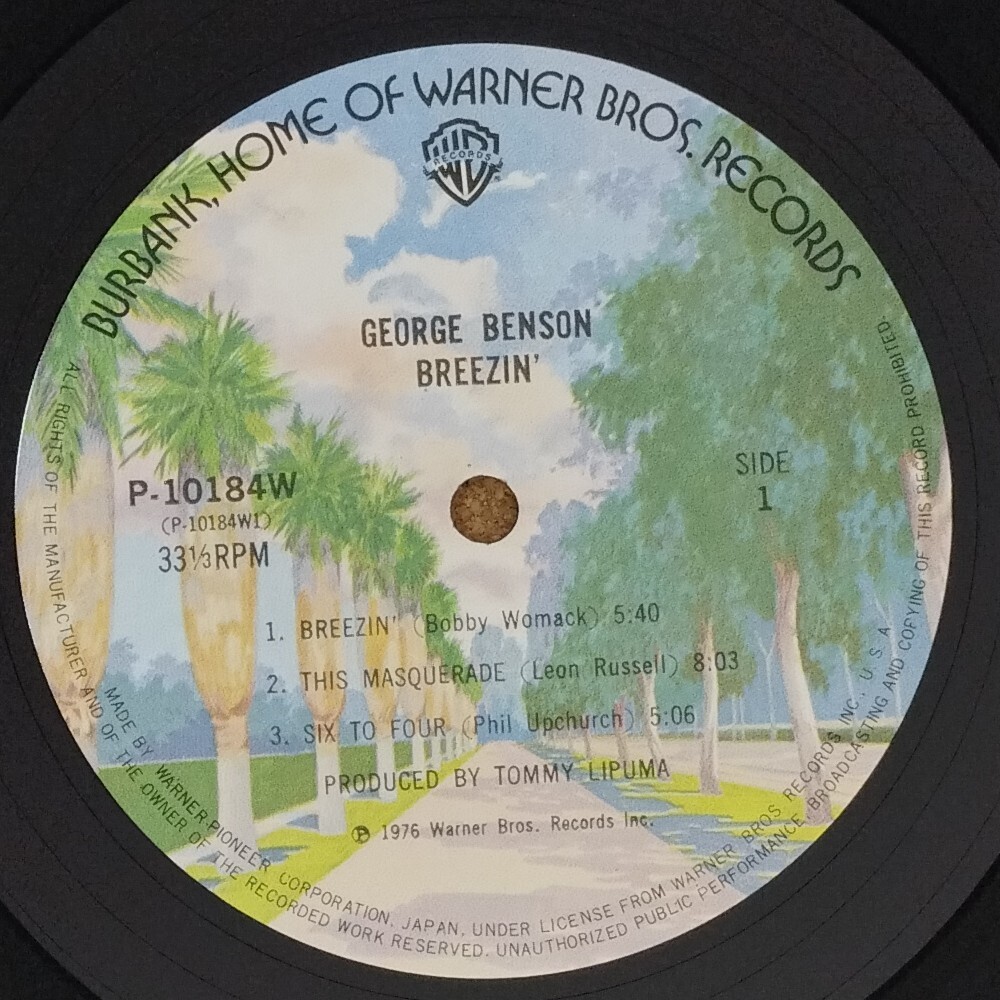 BURBANK, HOME OF WARNER BROS. RECORDS
RECORDS
GEORGE BENSON
BREEZIN'
P-10184W
(P-10184W1)
33⅓RPM
SIDE
1
1. BREEZIN' (Bobby Womack) 5:40
2. THIS MASQUERADE (Leon Russell) 8:03
3. SIX TO FOUR (Phil Upchurch) 5:06
PRODUCED BY TOMMY LIPUMA
℗ 1976 Warner Bros. Records Inc.
MADE BY WARNER-PIONEER CORPORATION, JAPAN, UNDER LICENSE FROM WARNER BROS. RECORDS INC., U.S.A.
ALL RIGHTS OF THE MANUFACTURER AND OF THE OWNER OF THE RECORDED WORK RESERVED. UNAUTHORIZED PUBLIC PERFORMANCE BROADCASTING AND COPYING OF THIS RECORD PROHIBITED.